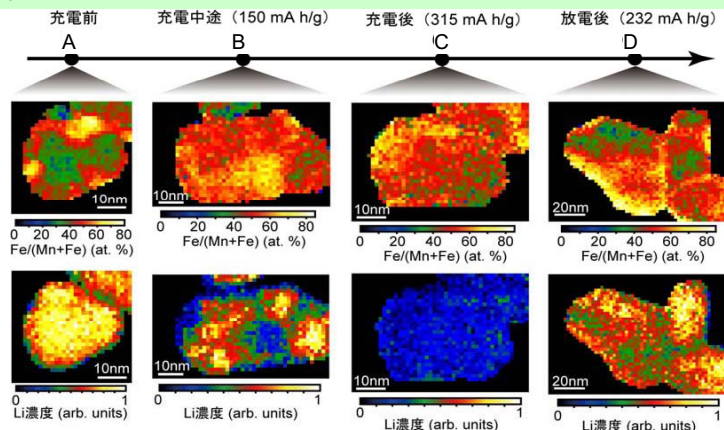 充電前 充電中途（150 mA h/g） 充電後（315 mA h/g） 放電後（232 mA h/g）
A B C D
10nm 10nm 10nm 20nm
0 20 40 60 80 0 20 40 60 80 0 20 40 60 80 0 20 40 60 80
Fe/(Mn+Fe) (at. %) Fe/(Mn+Fe) (at. %) Fe/(Mn+Fe) (at. %) Fe/(Mn+Fe) (at. %)
10nm 10nm 10nm 20nm
0 1 0 1 0 1 0 1
Li濃度 (arb. units) Li濃度 (arb. units) Li濃度 (arb. units) Li濃度 (arb. units)